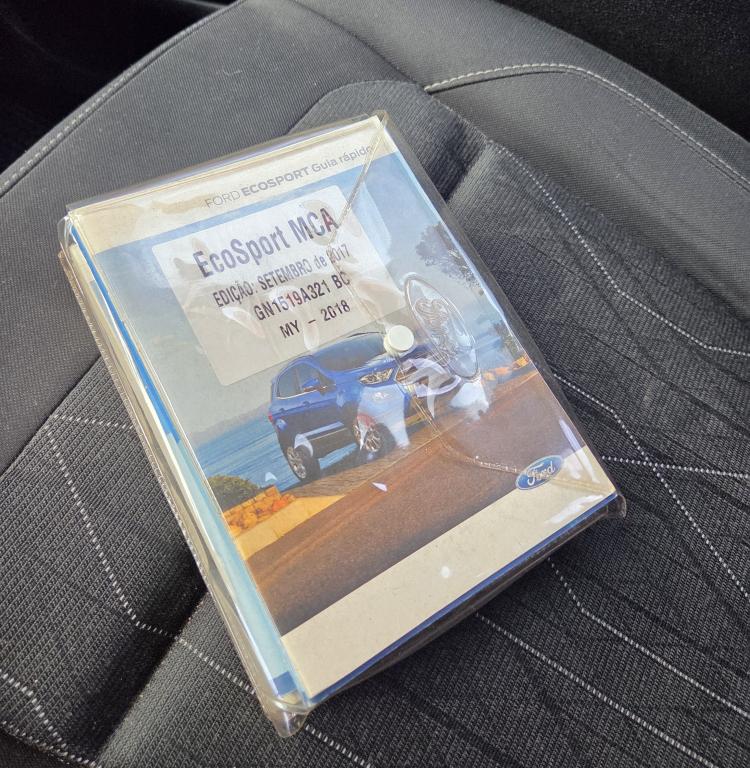 FORD ECOSPORT Guia rápido
EcoSport MCA
EDIÇÃO: SETEMBRO de 2017
GN1519A321 BC
MY - 2018
Ford